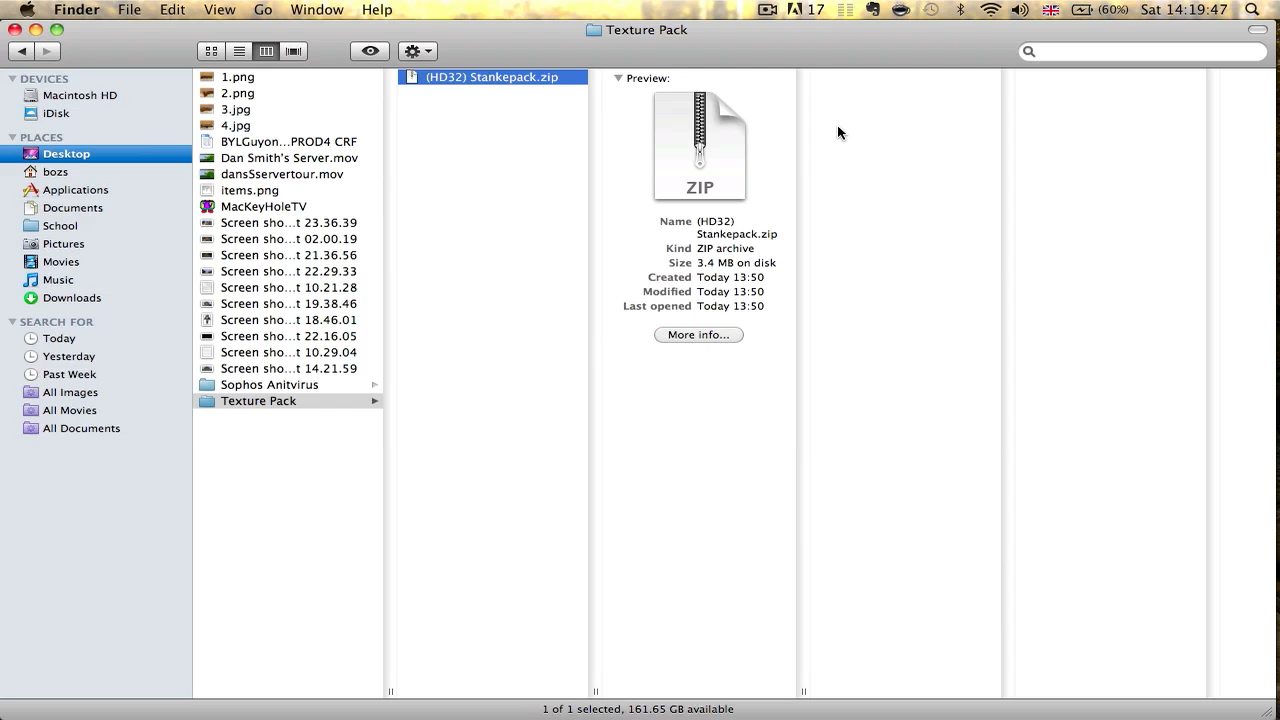 Finder File Edit View Go Window Help 17 (60%) Sat 14:19:47
Texture Pack
DEVICES
Macintosh HD
iDisk
PLACES
Desktop
bozs
Applications
Documents
School
Pictures
Movies
Music
Downloads
SEARCH FOR
Today
Yesterday
Past Week
All Images
All Movies
All Documents
1.png
2.png
3.jpg
4.jpg
BYLGuyon...PROD4 CRF
Dan Smith's Server.mov
dansSservertour.mov
items.png
MacKeyHoleTV
Screen sho...t 23.36.39
Screen sho...t 02.00.19
Screen sho...t 21.36.56
Screen sho...t 22.29.33
Screen sho...t 10.21.28
Screen sho...t 19.38.46
Screen sho...t 18.46.01
Screen sho...t 22.16.05
Screen sho...t 10.29.04
Screen sho...t 14.21.59
Sophos Anitvirus
Texture Pack
(HD32) Stankepack.zip
Preview:
ZIP
Name (HD32)
Stankepack.zip
Kind ZIP archive
Size 3.4 MB on disk
Created Today 13:50
Modified Today 13:50
Last opened Today 13:50
More info...
1 of 1 selected, 161.65 GB available